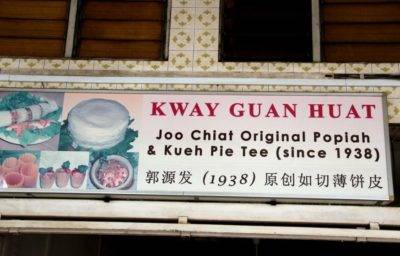 KWAY GUAN HUAT
Joo Chiat Original Popiah
& Kueh Pie Tee (since 1938)
郭源发 (1938) 原创如切薄饼皮